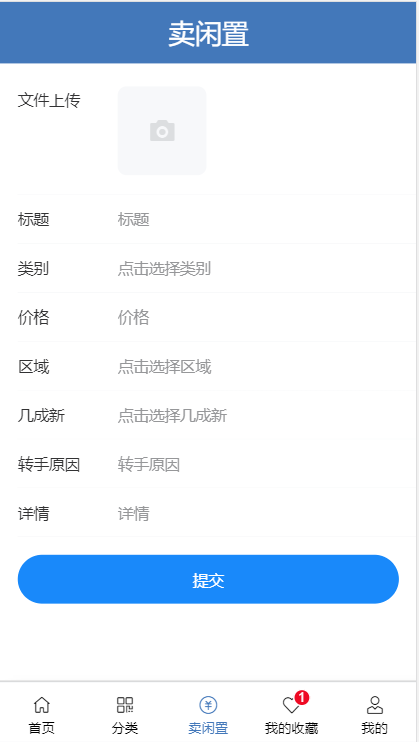 卖闲置
文件上传
标题 标题
类别 点击选择类别
价格 价格
区域 点击选择区域
几成新 点击选择几成新
转手原因 转手原因
详情 详情
提交
1
首页 分类 卖闲置 我的收藏 我的